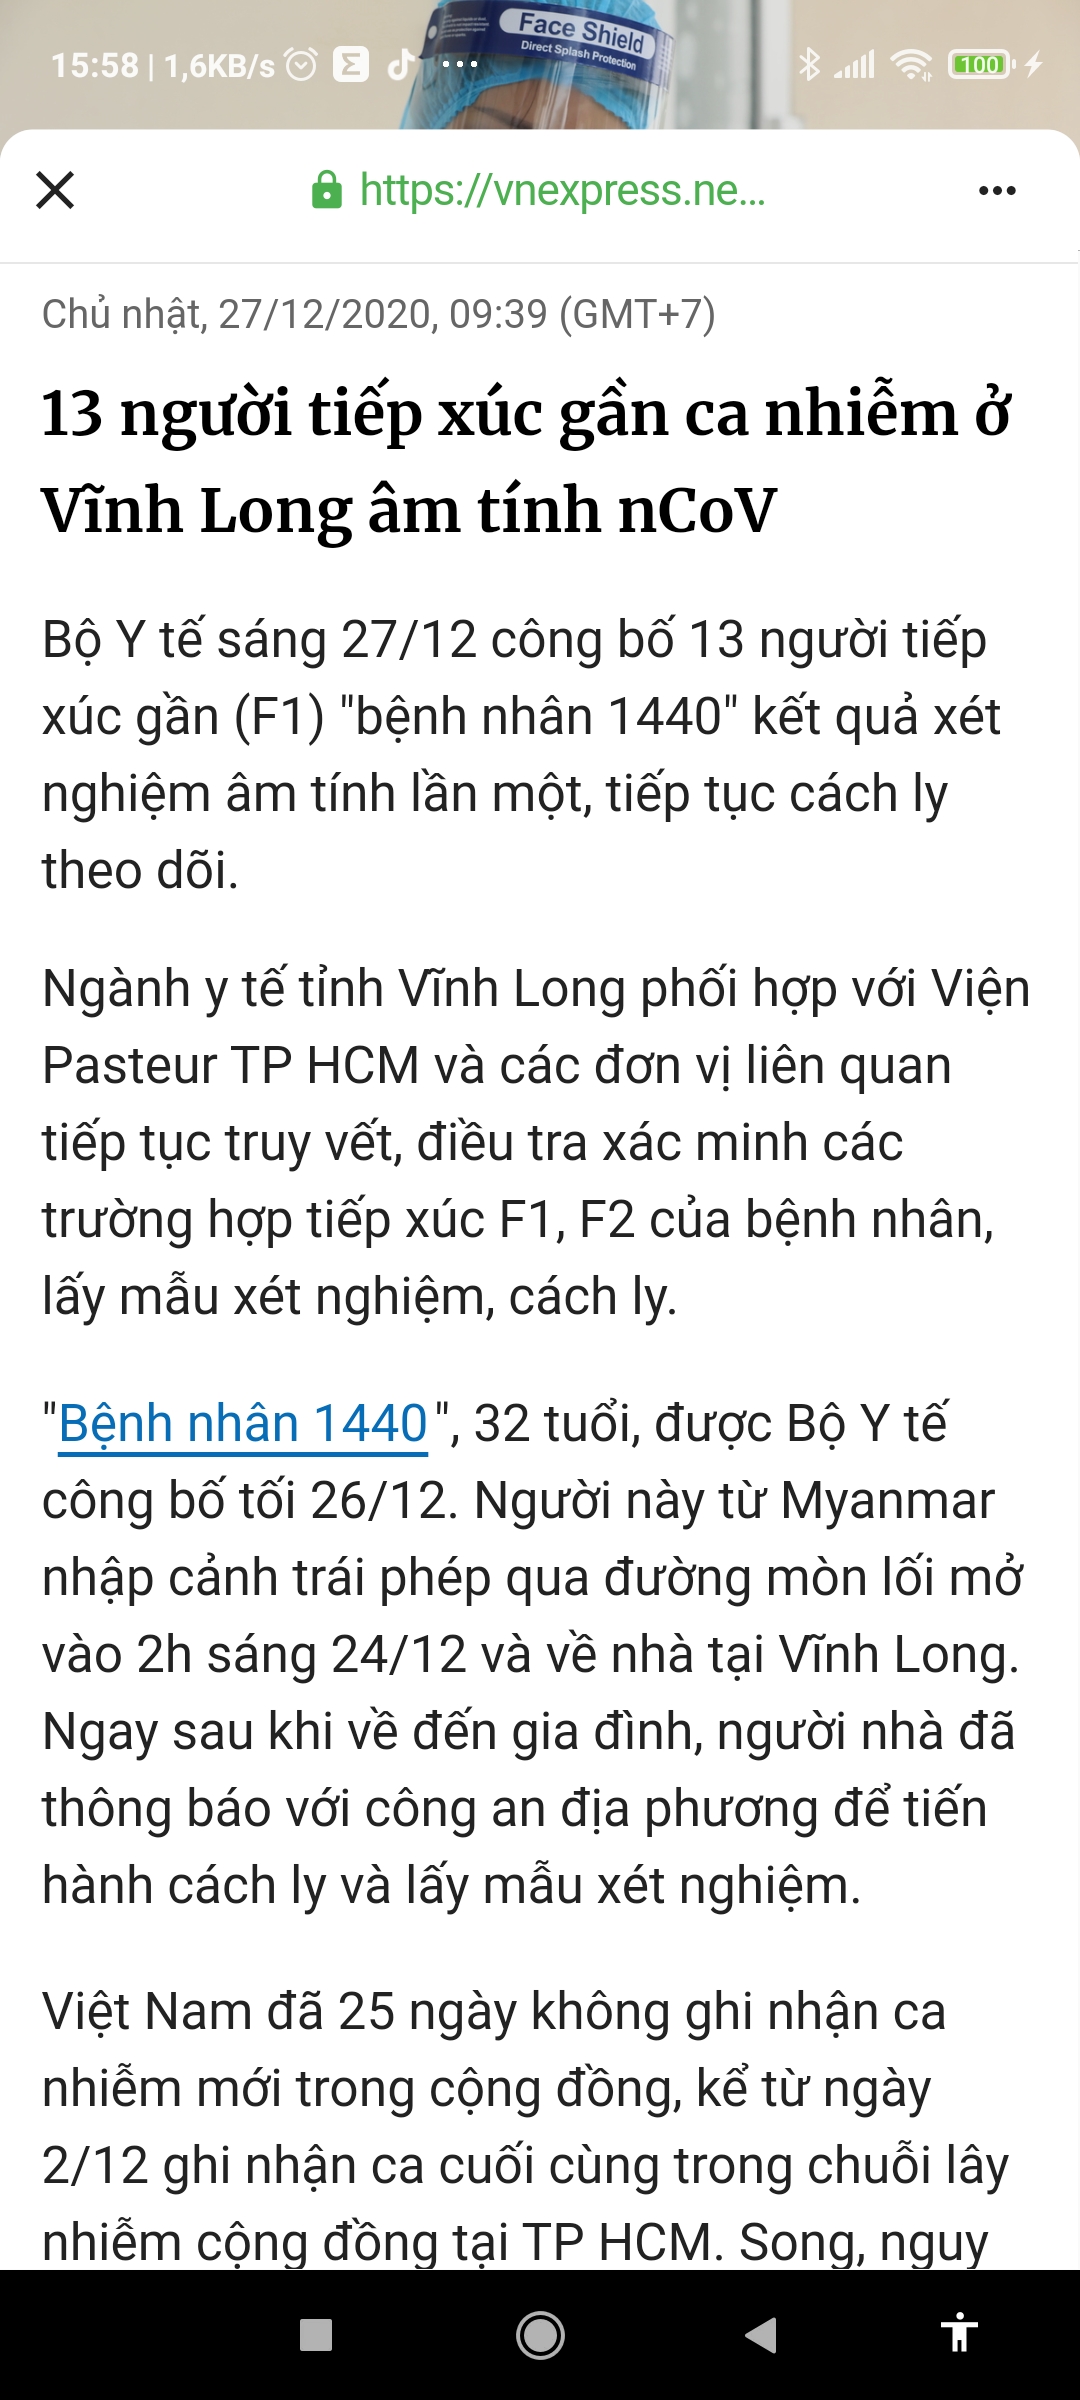 Face Shield
Direct Splash Protection
15:58 | 1,6KB/s
100
https://vnexpress.ne...
Chủ nhật, 27/12/2020, 09:39 (GMT+7)
13 người tiếp xúc gần ca nhiễm ở
Vĩnh Long âm tính nCoV
Bộ Y tế sáng 27/12 công bố 13 người tiếp
xúc gần (F1) "bệnh nhân 1440" kết quả xét
nghiệm âm tính lần một, tiếp tục cách ly
theo dõi.
Ngành y tế tỉnh Vĩnh Long phối hợp với Viện
Pasteur TP HCM và các đơn vị liên quan
tiếp tục truy vết, điều tra xác minh các
trường hợp tiếp xúc F1, F2 của bệnh nhân,
lấy mẫu xét nghiệm, cách ly.
"Bệnh nhân 1440", 32 tuổi, được Bộ Y tế
công bố tối 26/12. Người này từ Myanmar
nhập cảnh trái phép qua đường mòn lối mở
vào 2h sáng 24/12 và về nhà tại Vĩnh Long.
Ngay sau khi về đến gia đình, người nhà đã
thông báo với công an địa phương để tiến
hành cách ly và lấy mẫu xét nghiệm.
Việt Nam đã 25 ngày không ghi nhận ca
nhiễm mới trong cộng đồng, kể từ ngày
2/12 ghi nhận ca cuối cùng trong chuỗi lây
nhiễm cộng đồng tại TP HCM. Song, nguy